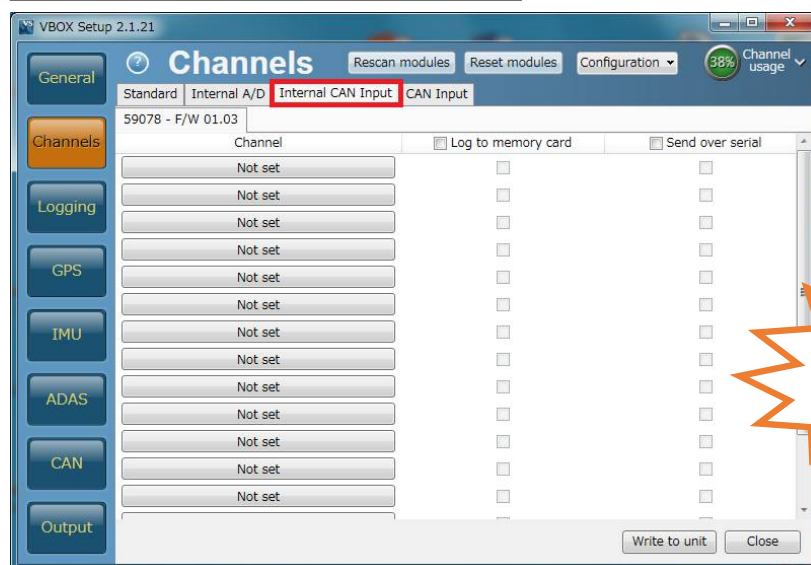 VBOX Setup 2.1.21
General
Channels
Logging
GPS
IMU
ADAS
CAN
Output
? Channels Rescan modules Reset modules Configuration 38% Channel usage
Standard Internal A/D Internal CAN Input CAN Input
59078 - F/W 01.03
Channel Log to memory card Send over serial
Not set
Not set
Not set
Not set
Not set
Not set
Not set
Not set
Not set
Not set
Not set
Not set
Not set
Write to unit Close